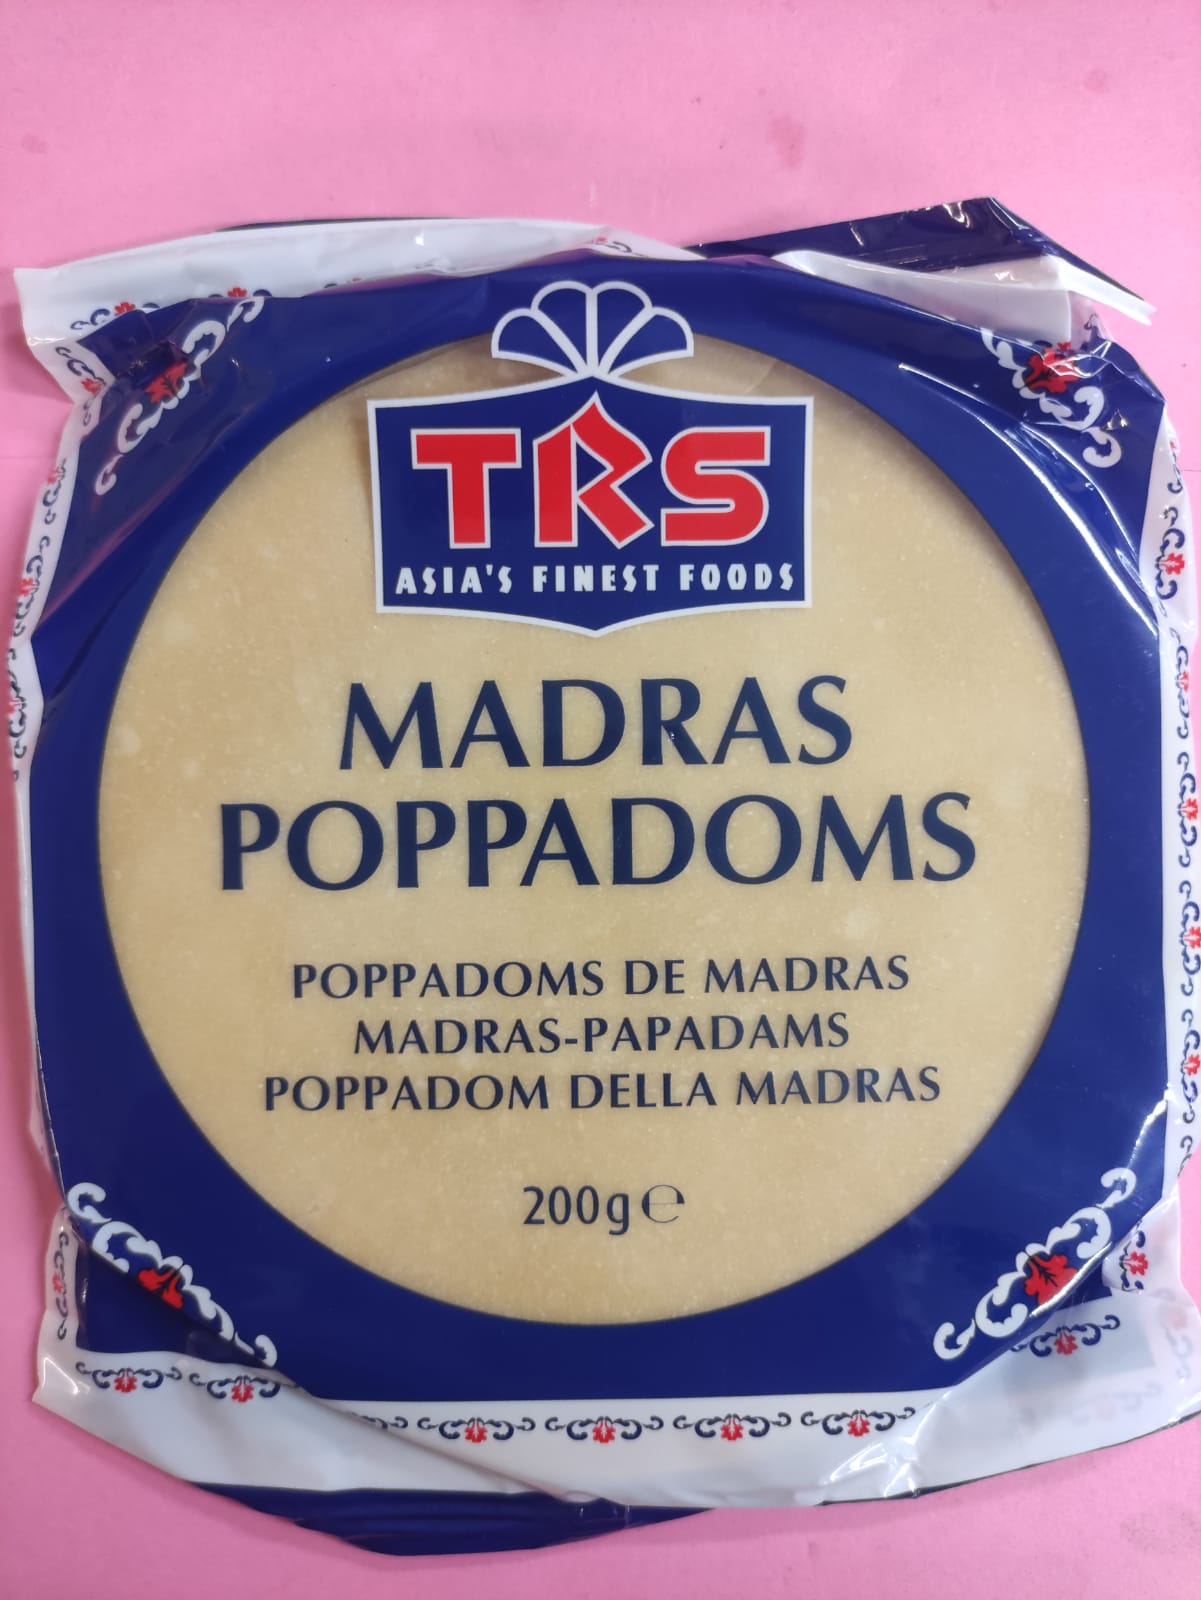 TRS
ASIA'S FINEST FOODS
MADRAS
POPPADOMS
POPPADOMS DE MADRAS
MADRAS-PAPADAMS
POPPADOM DELLA MADRAS
200g ℮